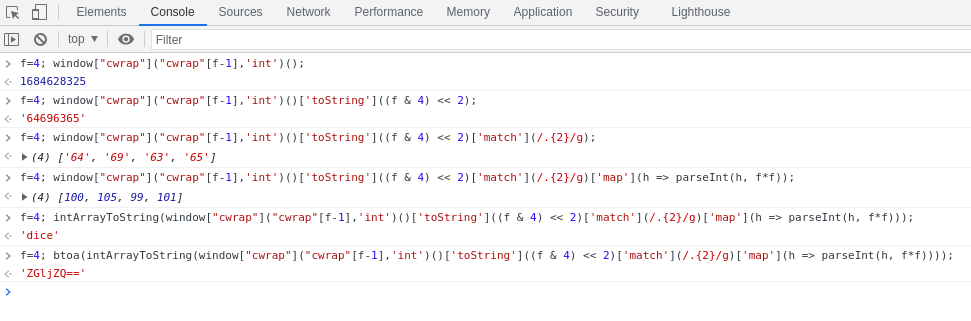 Elements Console Sources Network Performance Memory Application Security Lighthouse
top Filter
f=4; window["cwrap"]("cwrap"[f-1],'int')();
1684628325
f=4; window["cwrap"]("cwrap"[f-1],'int')()['toString']((f & 4) << 2);
'64696365'
f=4; window["cwrap"]("cwrap"[f-1],'int')()['toString']((f & 4) << 2)['match'](/.{2}/g);
(4) ['64', '69', '63', '65']
f=4; window["cwrap"]("cwrap"[f-1],'int')()['toString']((f & 4) << 2)['match'](/.{2}/g)['map'](h => parseInt(h, f*f));
(4) [100, 105, 99, 101]
f=4; intArrayToString(window["cwrap"]("cwrap"[f-1],'int')()['toString']((f & 4) << 2)['match'](/.{2}/g)['map'](h => parseInt(h, f*f)));
'dice'
f=4; btoa(intArrayToString(window["cwrap"]("cwrap"[f-1],'int')()['toString']((f & 4) << 2)['match'](/.{2}/g)['map'](h => parseInt(h, f*f))));
'ZGljZQ=='